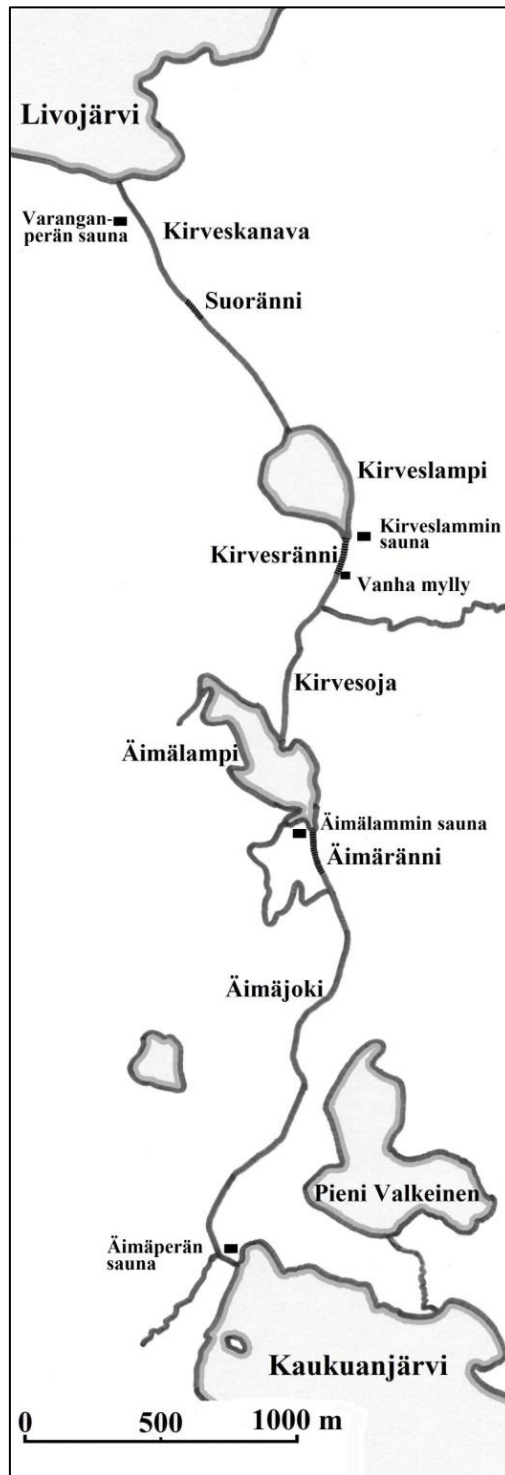 Livojärvi
Varangan-
perän sauna
Kirveskanava
Suoränni
Kirveslampi
Kirveslammin
sauna
Kirvesränni
Vanha mylly
Kirvesoja
Äimälampi
Äimälammin sauna
Äimäränni
Äimäjoki
Pieni Valkeinen
Äimäperän
sauna
Kaukuanjärvi
0 500 1000 m